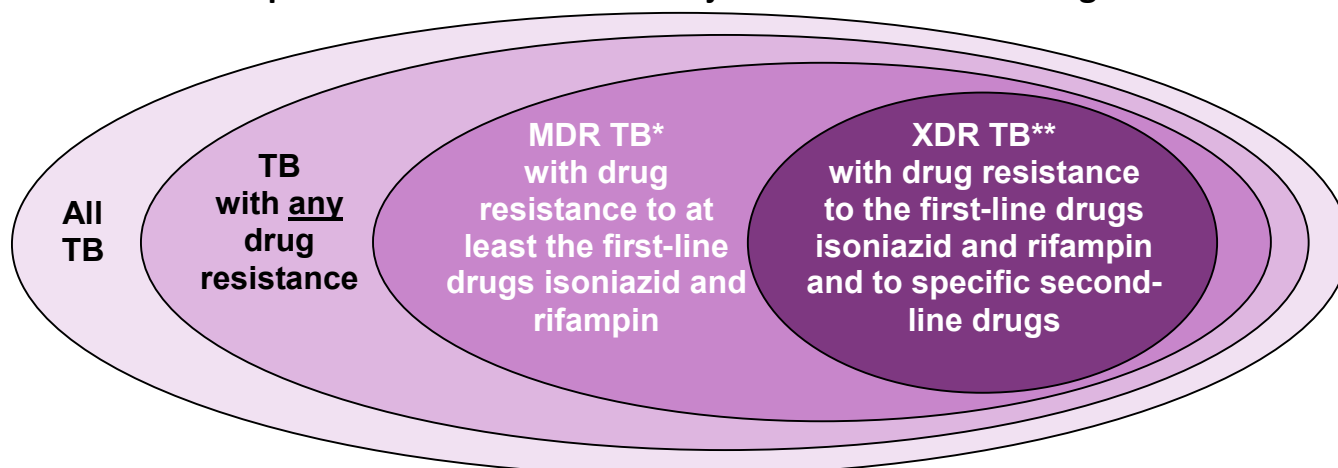 All
TB
TB
with any
drug
resistance
MDR TB*
with drug
resistance to at
least the first-line
drugs isoniazid and
rifampin
XDR TB**
with drug resistance
to the first-line drugs
isoniazid and rifampin
and to specific second-
line drugs